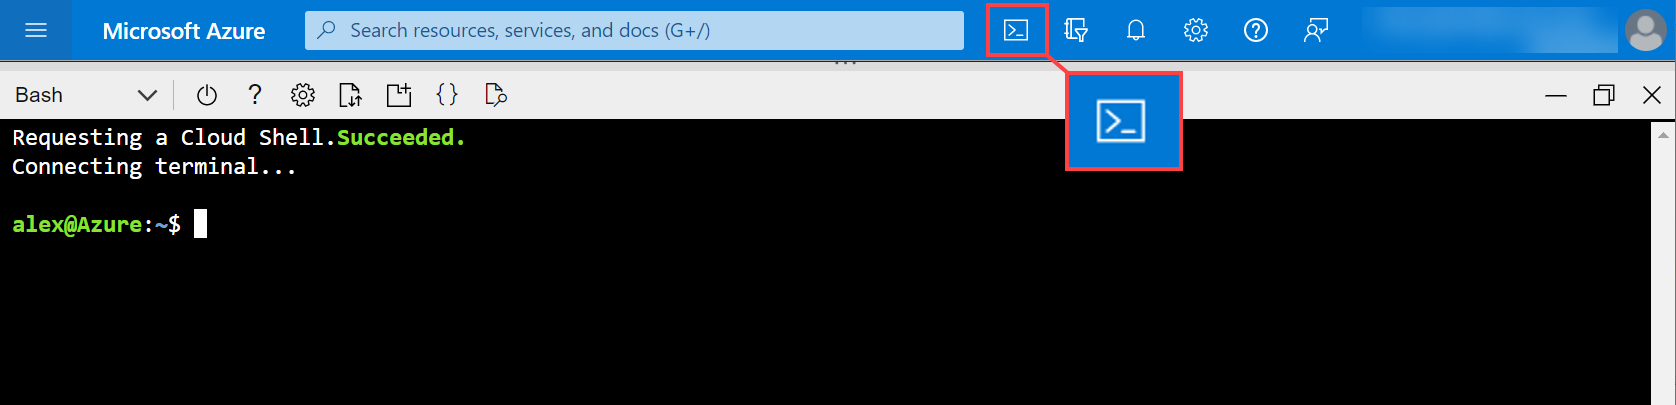 Microsoft Azure
Search resources, services, and docs (G+/)
Bash
Requesting a Cloud Shell.Succeeded.
Connecting terminal...
alex@Azure:~$